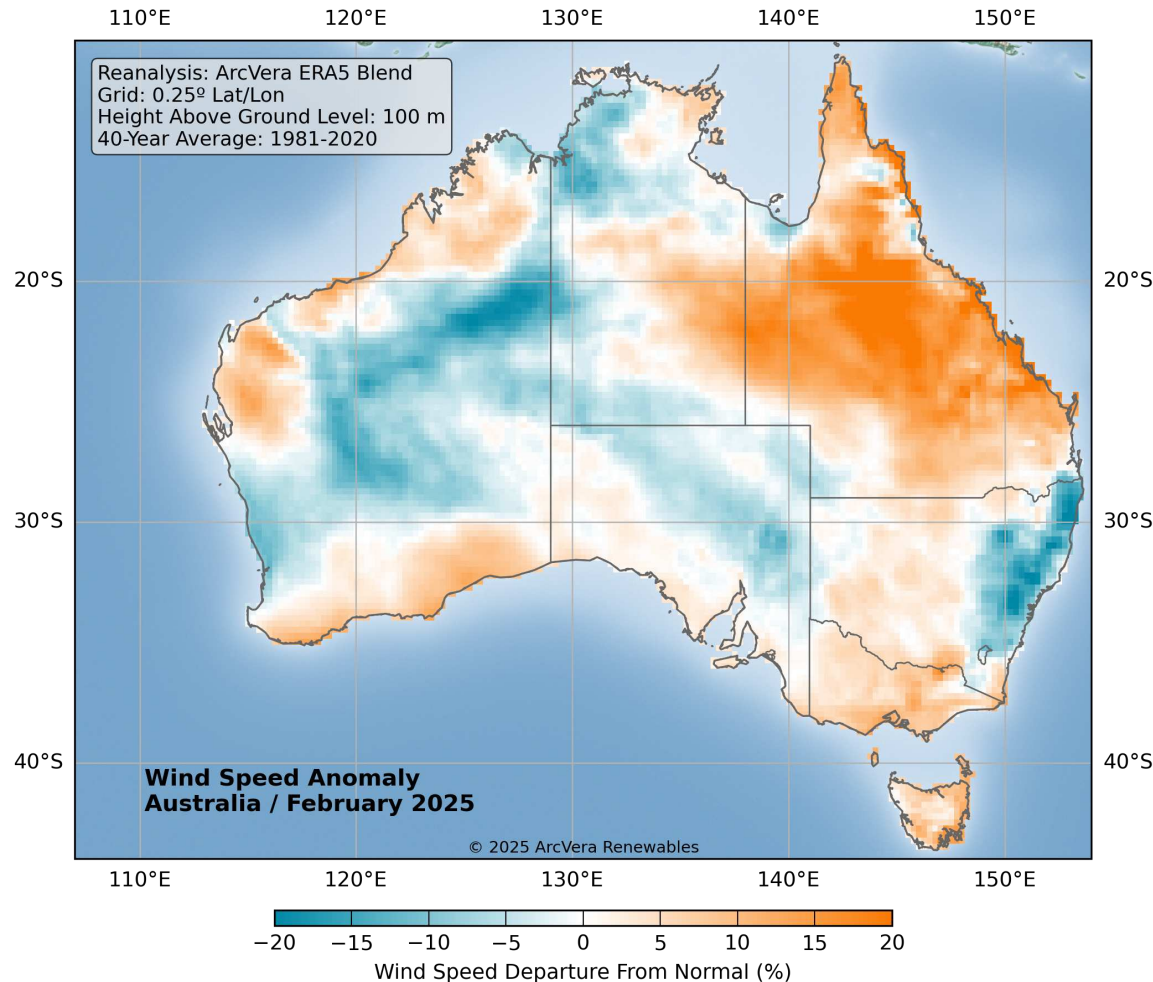 110°E 120°E 130°E 140°E 150°E
Reanalysis: ArcVera ERA5 Blend
Grid: 0.25º Lat/Lon
Height Above Ground Level: 100 m
40-Year Average: 1981-2020
20°S 20°S
30°S 30°S
40°S 40°S
Wind Speed Anomaly
Australia / February 2025
© 2025 ArcVera Renewables
110°E 120°E 130°E 140°E 150°E
−20 −15 −10 −5 0 5 10 15 20
Wind Speed Departure From Normal (%)